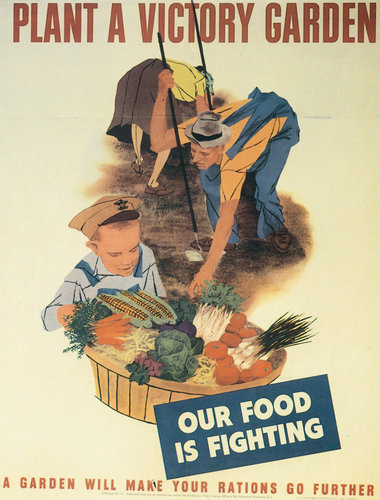 PLANT A VICTORY GARDEN
OUR FOOD
IS FIGHTING
A GARDEN WILL MAKE YOUR RATIONS GO FURTHER